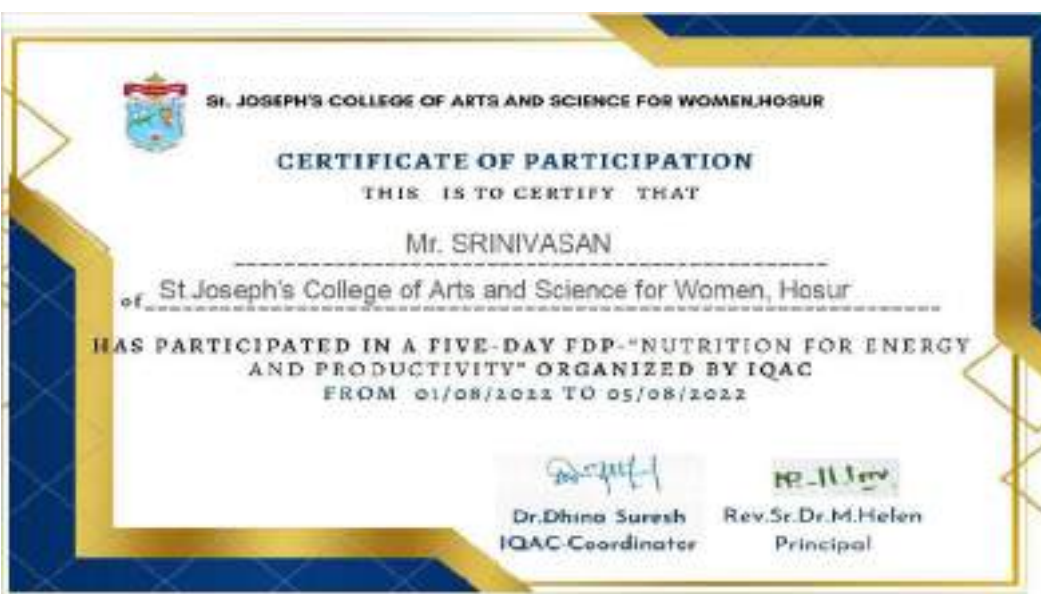 St. JOSEPH'S COLLEGE OF ARTS AND SCIENCE FOR WOMEN,HOSUR
CERTIFICATE OF PARTICIPATION
THIS IS TO CERTIFY THAT
Mr. SRINIVASAN
of St.Joseph's College of Arts and Science for Women, Hosur
HAS PARTICIPATED IN A FIVE-DAY FDP-"NUTRITION FOR ENERGY
AND PRODUCTIVITY" ORGANIZED BY IQAC
FROM 01/08/2022 TO 05/08/2022
Dr.Dhina Suresh Rev.Sr.Dr.M.Helen
IQAC-Coordinator Principal